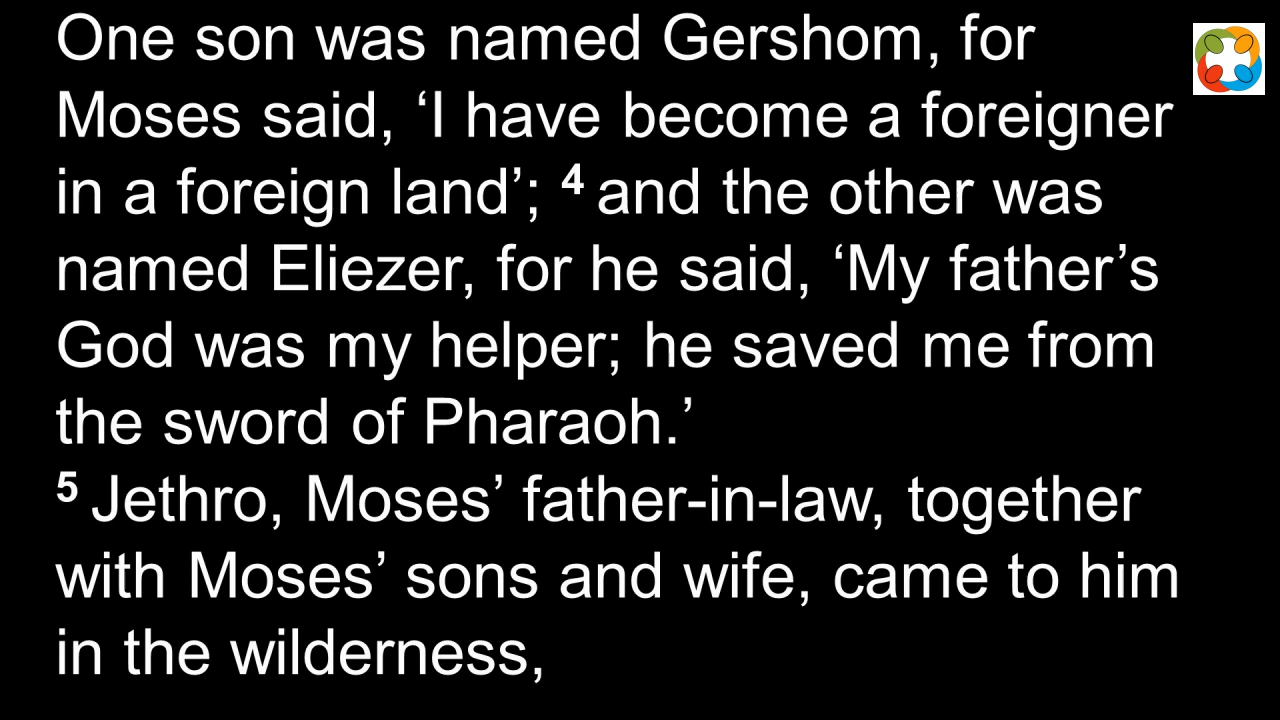 One son was named Gershom, for
Moses said, ‘I have become a foreigner
in a foreign land’; 4 and the other was
named Eliezer, for he said, ‘My father’s
God was my helper; he saved me from
the sword of Pharaoh.’
5 Jethro, Moses’ father-in-law, together
with Moses’ sons and wife, came to him
in the wilderness,